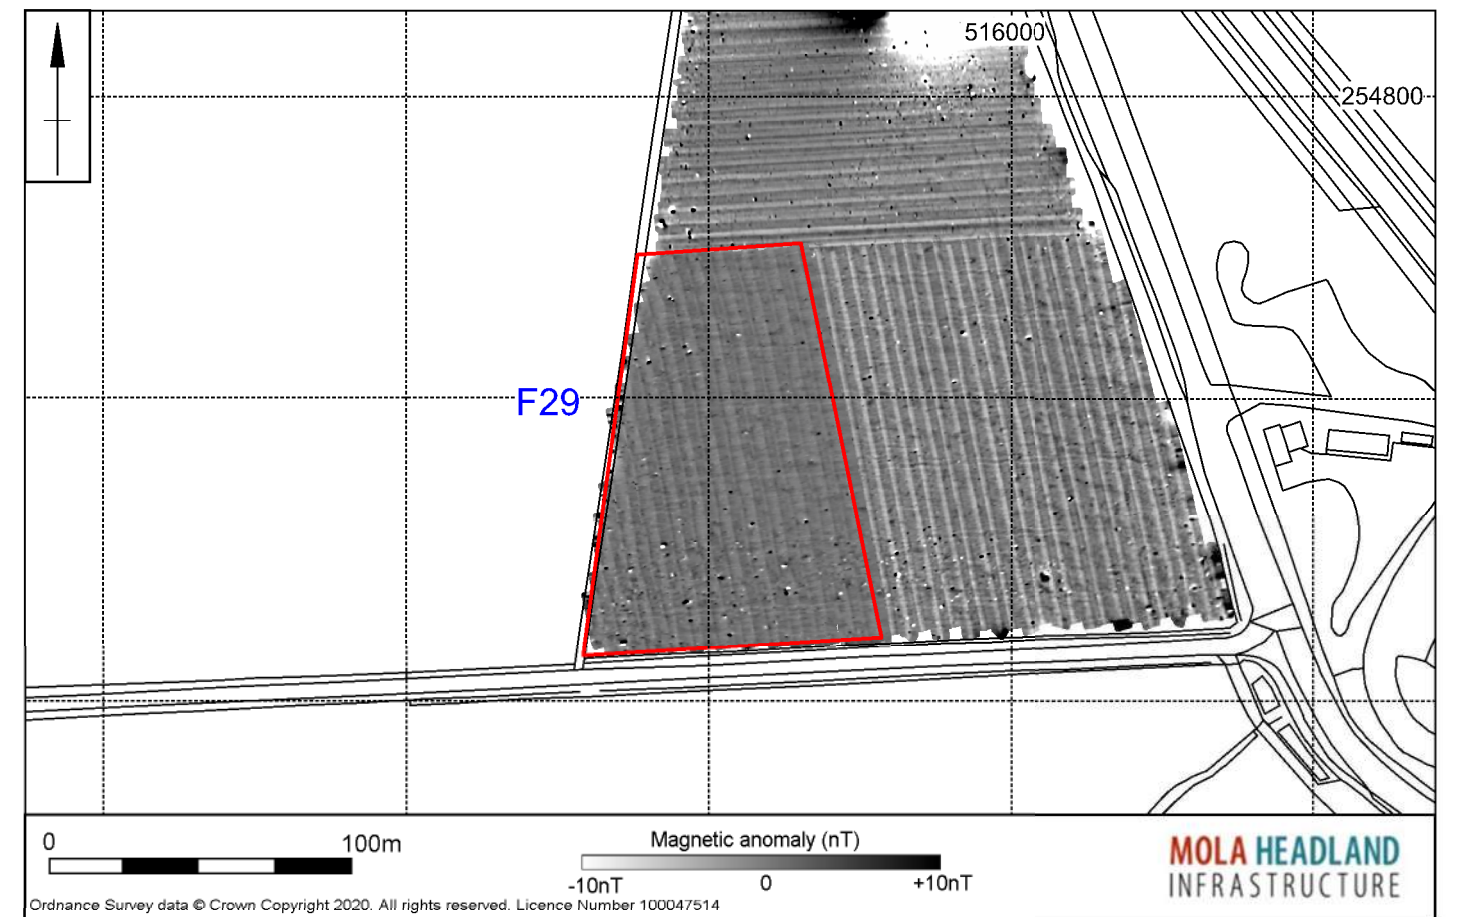 516000
254800
F29
0 100m
Magnetic anomaly (nT)
-10nT 0 +10nT
MOLA HEADLAND
INFRASTRUCTURE
Ordnance Survey data © Crown Copyright 2020. All rights reserved. Licence Number 100047514